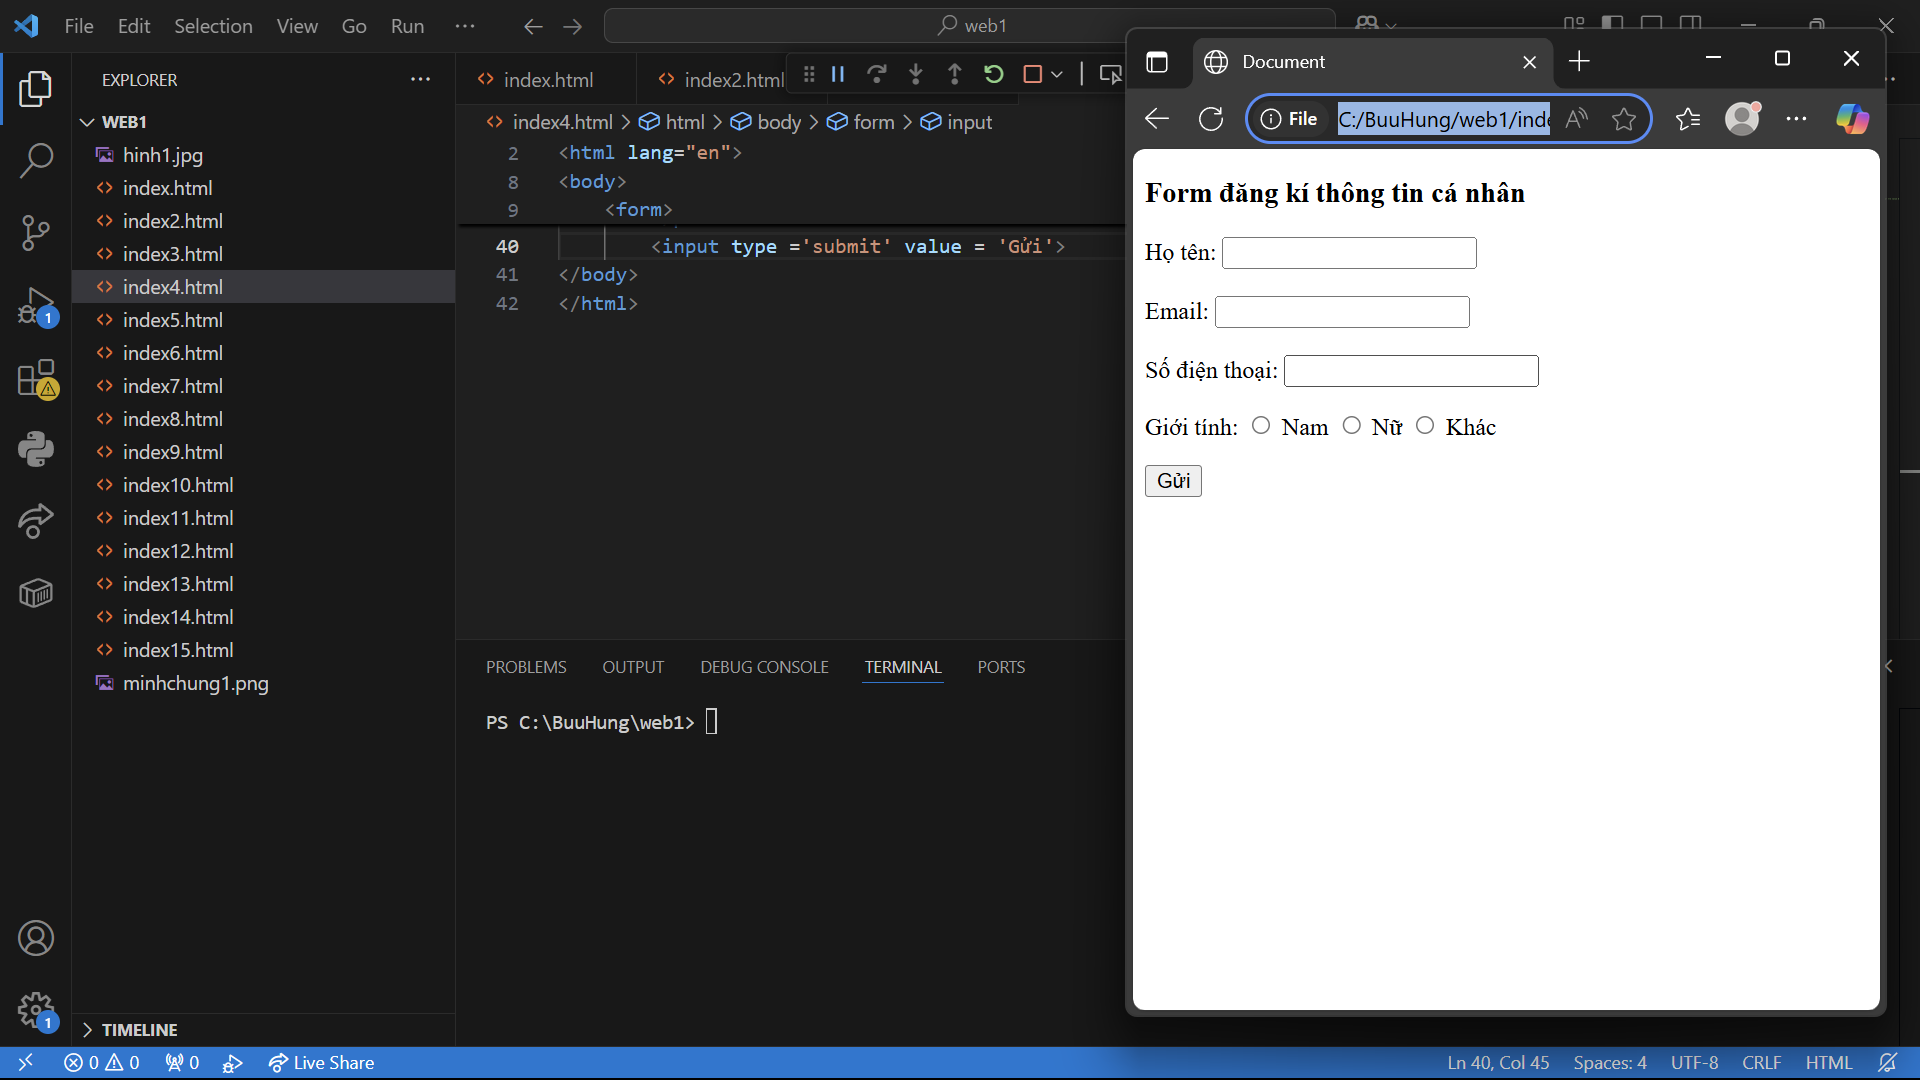 File Edit Selection View Go Run
web1
EXPLORER
WEB1
hinh1.jpg
index.html
index2.html
index3.html
index4.html
index5.html
index6.html
index7.html
index8.html
index9.html
index10.html
index11.html
index12.html
index13.html
index14.html
index15.html
minhchung1.png
TIMELINE
index.html index2.html
index4.html > html > body > form > input
2 <html lang="en">
8 <body>
9 <form>
40 <input type ='submit' value = 'Gửi'>
41 </body>
42 </html>
PROBLEMS OUTPUT DEBUG CONSOLE TERMINAL PORTS
PS C:\BuuHung\web1>
Document
File C:/BuuHung/web1/inde
Form đăng kí thông tin cá nhân
Họ tên:
Email:
Số điện thoại:
Giới tính: Nam Nữ Khác
Gửi
1
1
0 0 0 Live Share
Ln 40, Col 45 Spaces: 4 UTF-8 CRLF HTML